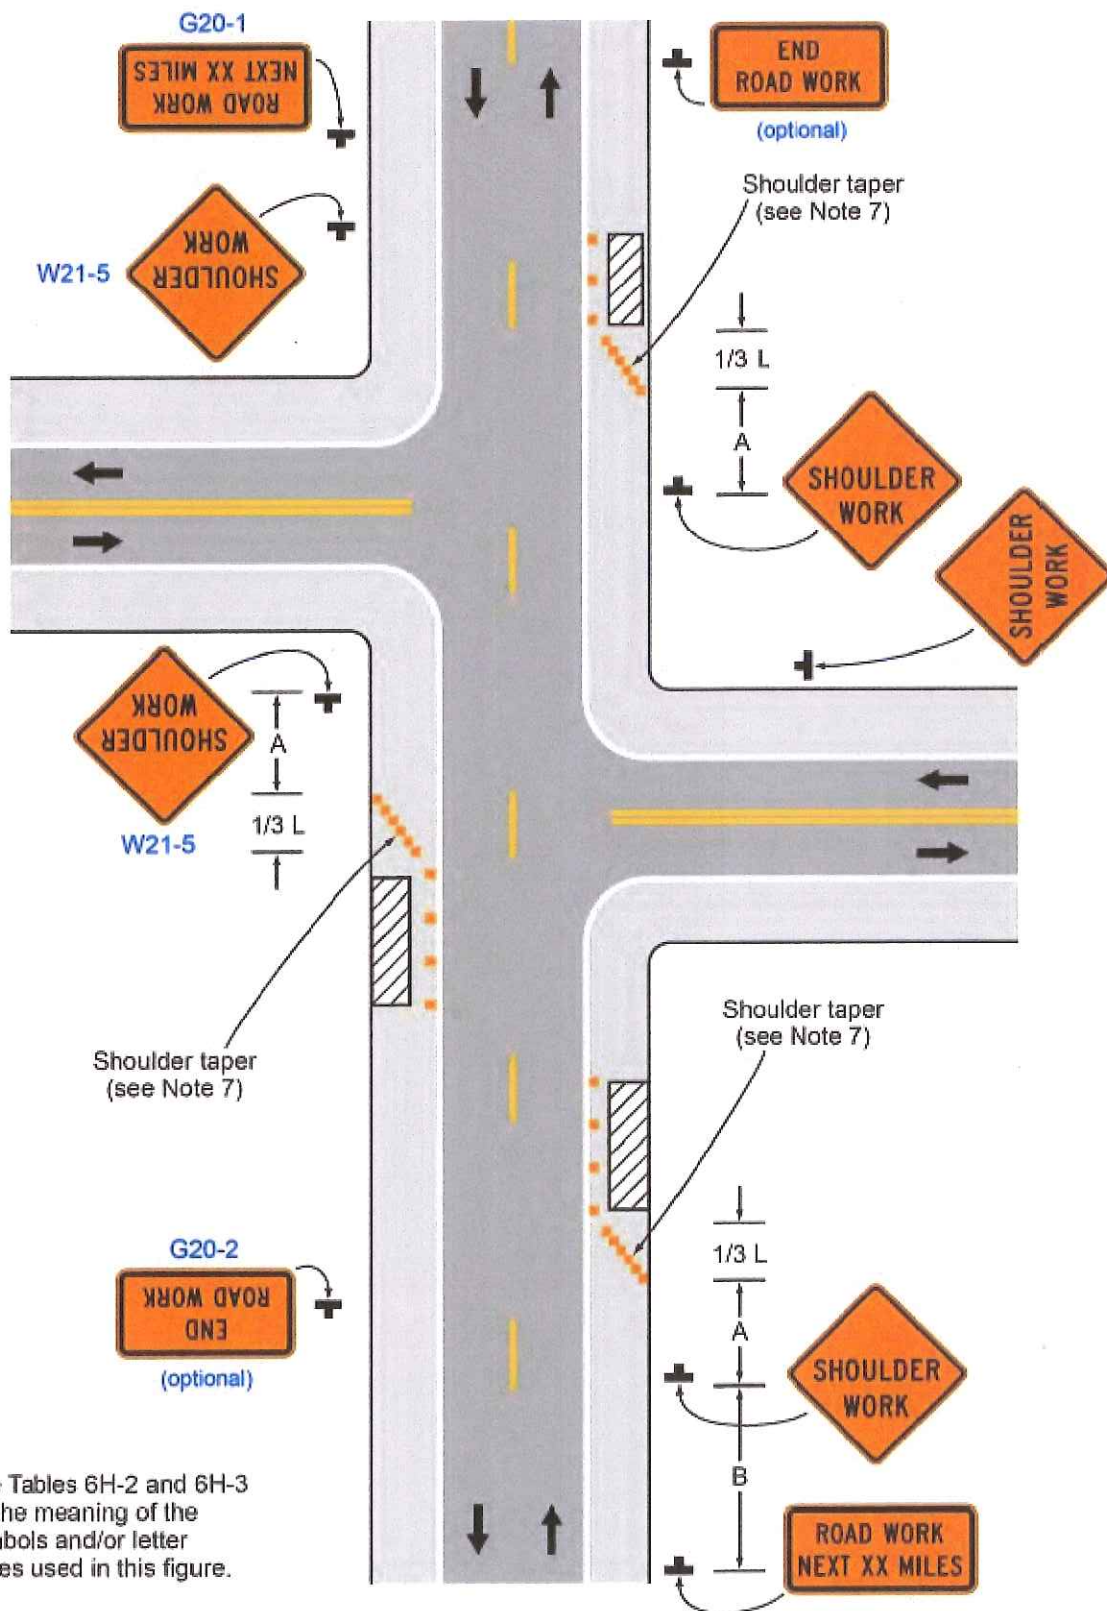 G20-1
ROAD WORK
NEXT XX MILES
END
ROAD WORK
(optional)
Shoulder taper
(see Note 7)
W21-5
SHOULDER
WORK
1/3 L
A
SHOULDER
WORK
SHOULDER
WORK
SHOULDER
WORK
A
1/3 L
W21-5
Shoulder taper
(see Note 7)
Shoulder taper
(see Note 7)
G20-2
END
ROAD WORK
(optional)
1/3 L
A
SHOULDER
WORK
B
ROAD WORK
NEXT XX MILES
Tables 6H-2 and 6H-3
the meaning of the
and/or letter
used in this figure.